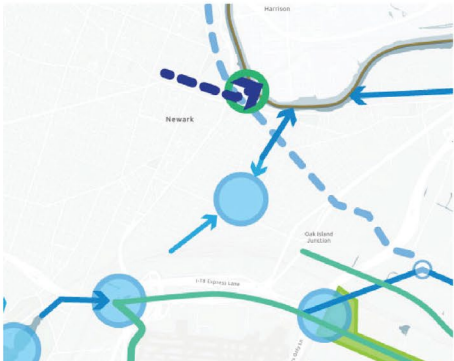 Harrison
Newark
Oak Island
Junction
I-78 Express Lane